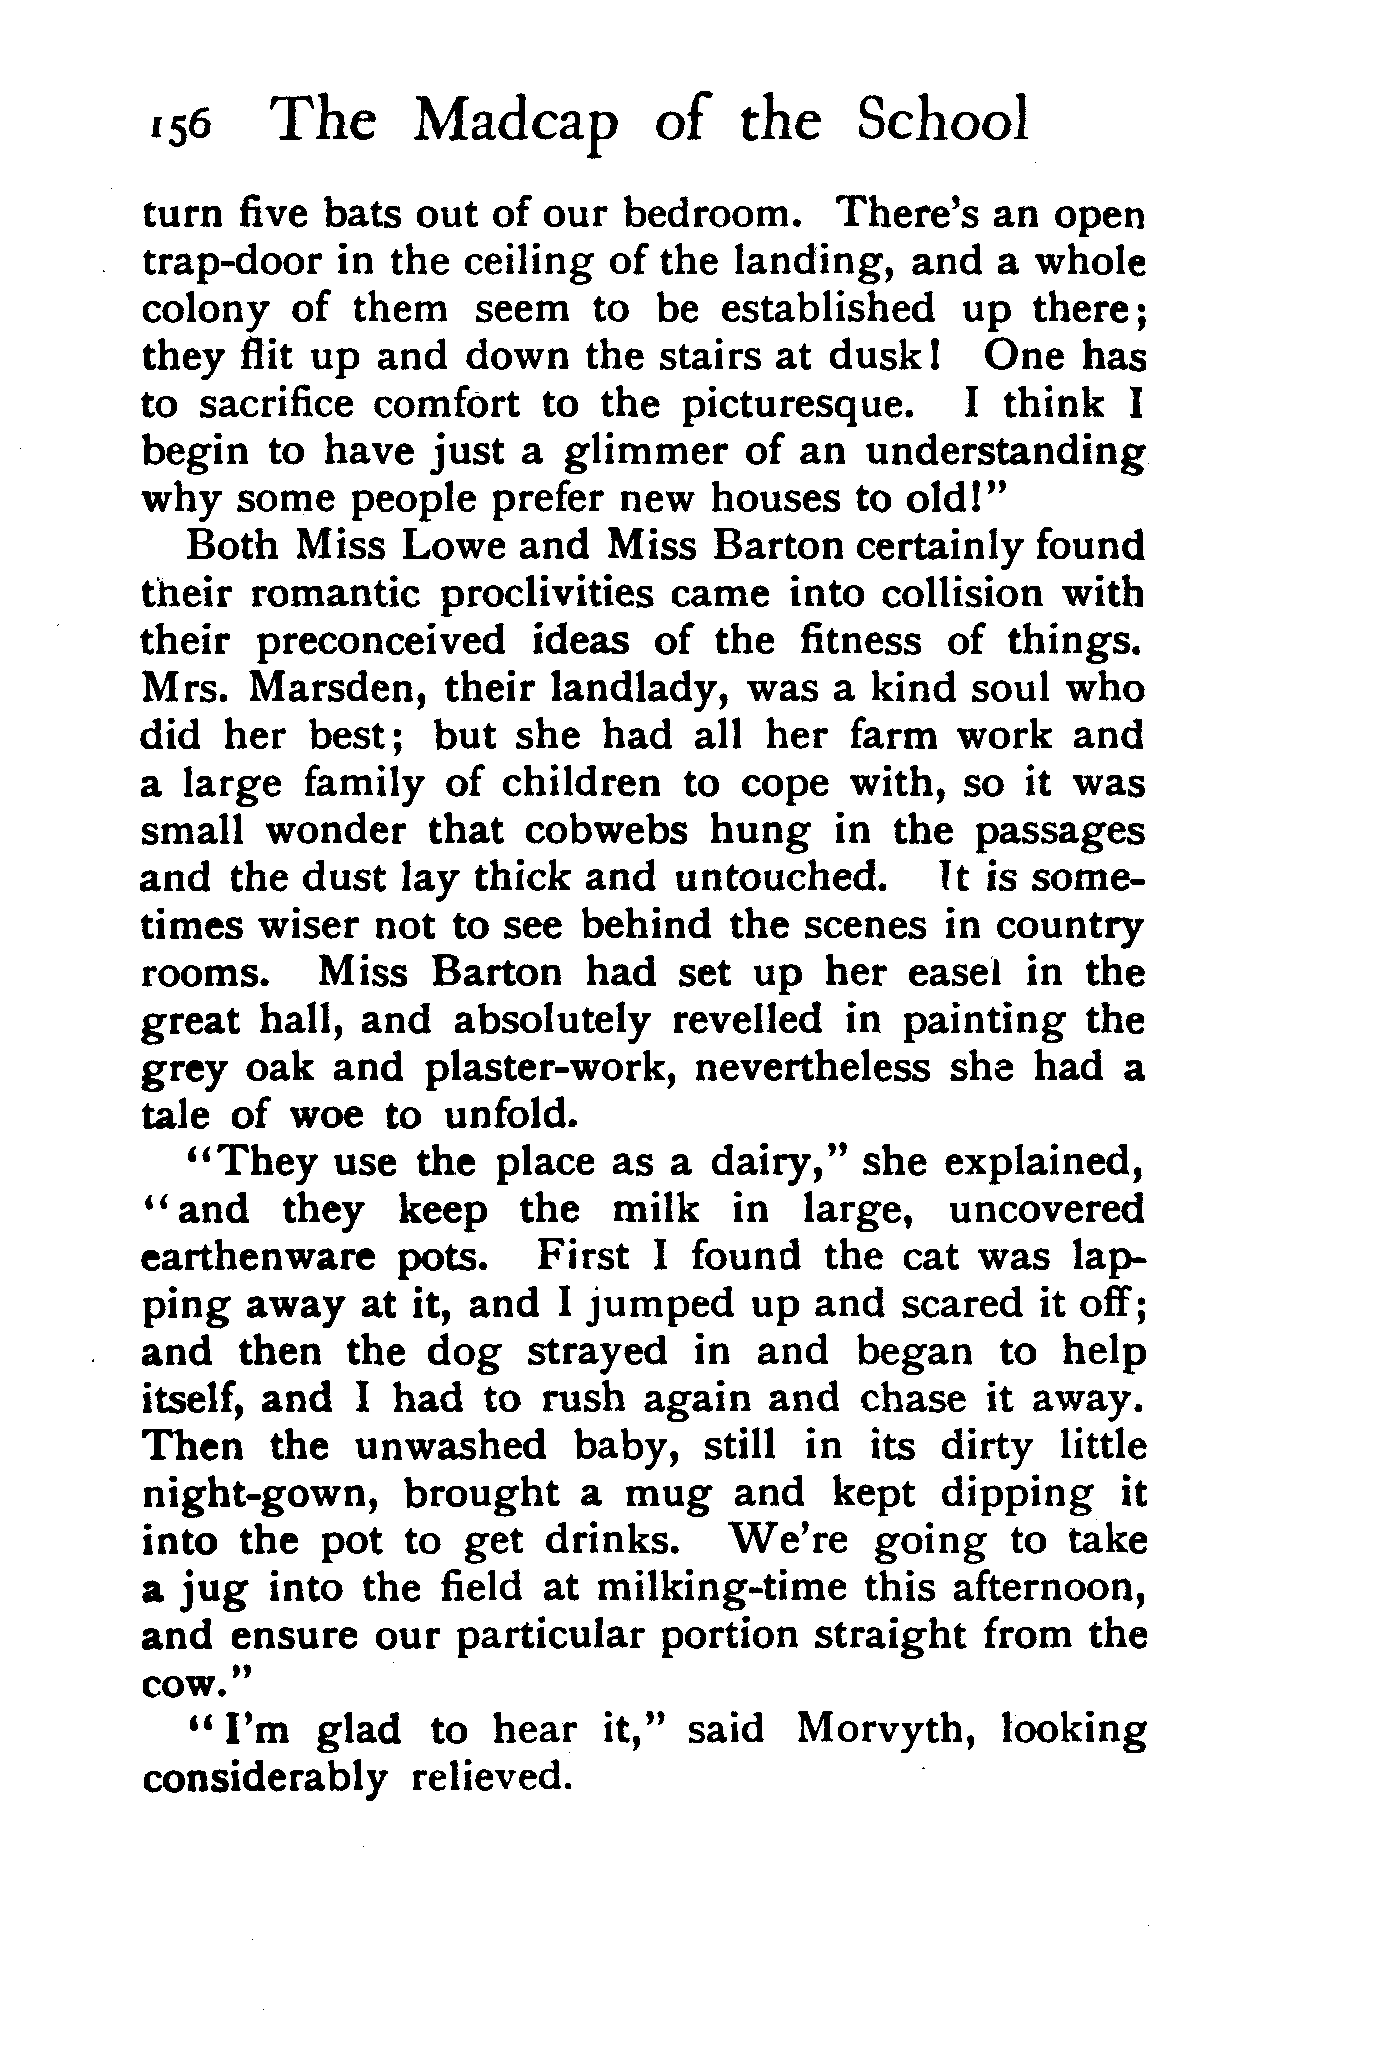 156 The Madcap of the School
turn five bats out of our bedroom. There's an open
trap-door in the ceiling of the landing, and a whole
colony of them seem to be established up there;
they flit up and down the stairs at dusk! One has
to sacrifice comfort to the picturesque. I think I
begin to have just a glimmer of an understanding
why some people prefer new houses to old!"
Both Miss Lowe and Miss Barton certainly found
their romantic proclivities came into collision with
their preconceived ideas of the fitness of things.
Mrs. Marsden, their landlady, was a kind soul who
did her best; but she had all her farm work and
a large family of children to cope with, so it was
small wonder that cobwebs hung in the passages
and the dust lay thick and untouched. It is some-
times wiser not to see behind the scenes in country
rooms. Miss Barton had set up her easel in the
great hall, and absolutely revelled in painting the
grey oak and plaster-work, nevertheless she had a
tale of woe to unfold.
"They use the place as a dairy," she explained,
"and they keep the milk in large, uncovered
earthenware pots. First I found the cat was lap-
ping away at it, and I jumped up and scared it off;
and then the dog strayed in and began to help
itself, and I had to rush again and chase it away.
Then the unwashed baby, still in its dirty little
night-gown, brought a mug and kept dipping it
into the pot to get drinks. We're going to take
a jug into the field at milking-time this afternoon,
and ensure our particular portion straight from the
cow."
"I'm glad to hear it," said Morvyth, looking
considerably relieved.